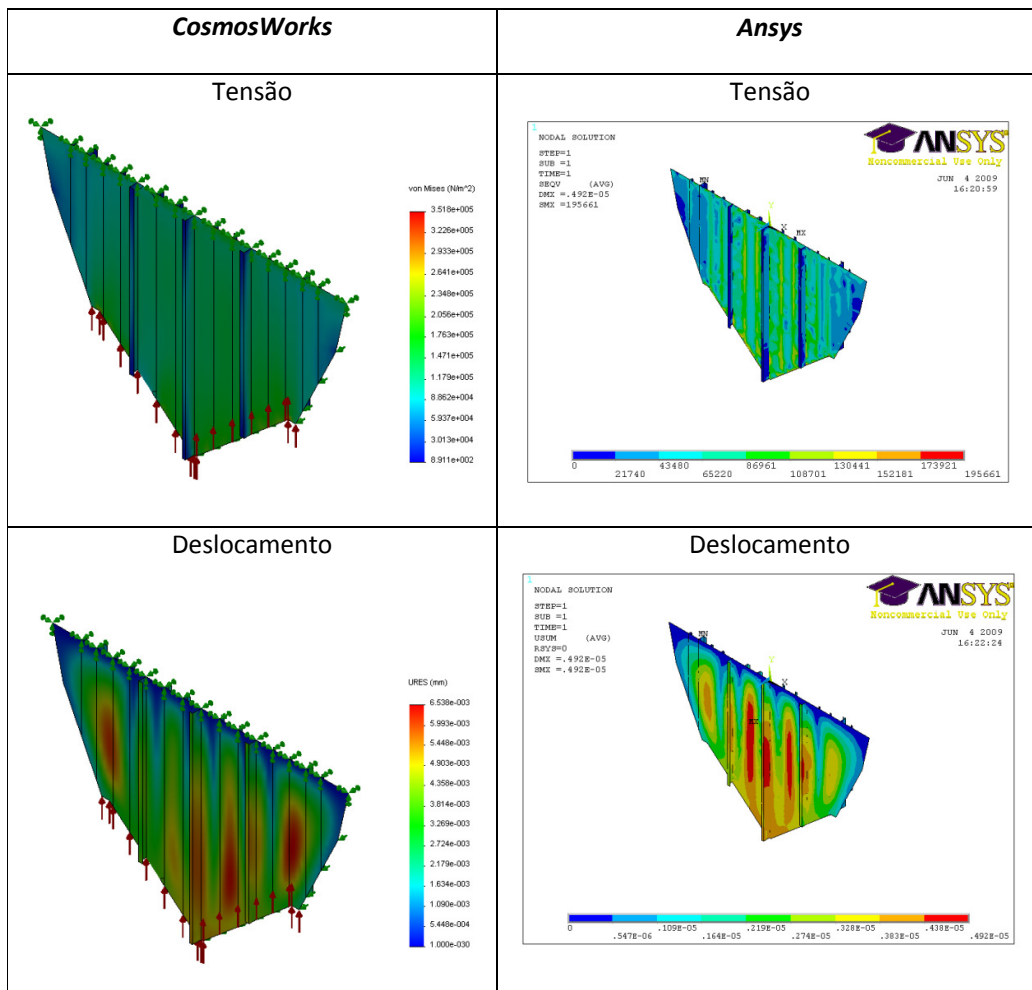 CosmosWorks
Ansys
Tensão
von Mises (N/m^2)
3.518e+005
3.226e+005
2.933e+005
2.641e+005
2.348e+005
2.056e+005
1.763e+005
1.471e+005
1.179e+005
8.862e+004
5.937e+004
3.013e+004
8.911e+002
Tensão
1
NODAL SOLUTION
STEP=1
SUB =1
TIME=1
SEQV (AVG)
DMX =.492E-05
SMX =195661
ANSYS
Noncommercial Use Only
JUN 4 2009
16:20:59
MN
Y
X
MX
0 43480 86961 130441 173921
21740 65220 108701 152181 195661
Deslocamento
URES (mm)
6.538e-003
5.993e-003
5.448e-003
4.903e-003
4.358e-003
3.814e-003
3.269e-003
2.724e-003
2.179e-003
1.634e-003
1.090e-003
5.448e-004
1.000e-030
Deslocamento
1
NODAL SOLUTION
STEP=1
SUB =1
TIME=1
USUM (AVG)
RSYS=0
DMX =.492E-05
SMX =.492E-05
ANSYS
Noncommercial Use Only
JUN 4 2009
16:22:24
MN
Y
X
MX
0 .109E-05 .219E-05 .328E-05 .438E-05
.547E-06 .164E-05 .274E-05 .383E-05 .492E-05